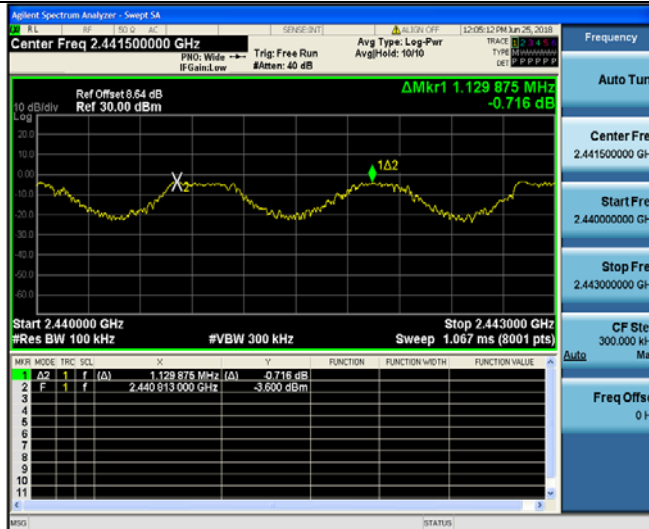 Agilent Spectrum Analyzer - Swept SA
RL RF 50 Ω AC SENSE:INT ALIGN OFF 12:05:12 PM Jun 25, 2018
Center Freq 2.441500000 GHz
PNO: Wide
IFGain:Low
Trig: Free Run
#Atten: 40 dB
Avg Type: Log-Pwr
Avg|Hold: 10/10
TRACE 1 2 3 4 5 6
TYPE M
DET P P P P P P
Ref Offset 8.64 dB
10 dB/div Ref 30.00 dBm
Log
ΔMkr1 1.129 875 MHz
-0.716 dB
20.0
10.0
0.00
-10.0
-20.0
-30.0
-40.0
-50.0
-60.0
2
1Δ2
Start 2.440000 GHz Stop 2.443000 GHz
#Res BW 100 kHz #VBW 300 kHz Sweep 1.067 ms (8001 pts)
MKR MODE TRC SCL X Y FUNCTION FUNCTION WIDTH FUNCTION VALUE
1 Δ2 1 f (Δ) 1.129 875 MHz (Δ) -0.716 dB
2 F 1 f 2.440 813 000 GHz -3.600 dBm
3
4
5
6
7
8
9
10
11
MSG STATUS
Frequency
Auto Tun
Center Fre
2.441500000 GH
Start Fre
2.440000000 GH
Stop Fre
2.443000000 GH
CF Ste
300.000 kH
Auto Ma
Freq Offse
0 H